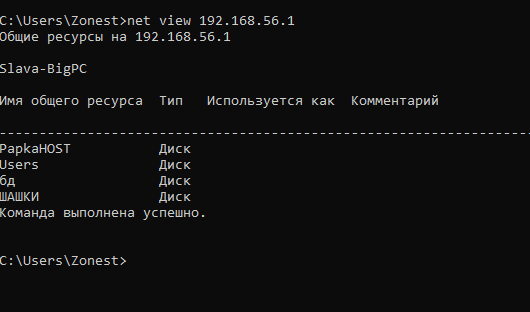 C:\Users\Zonest>net view 192.168.56.1
Общие ресурсы на 192.168.56.1
Slava-BigPC
Имя общего ресурса  Тип   Используется как  Комментарий
-------------------------------------------------------------------
PapkaHOST           Диск
Users               Диск
бд                  Диск
ШАШКИ               Диск
Команда выполнена успешно.
C:\Users\Zonest>